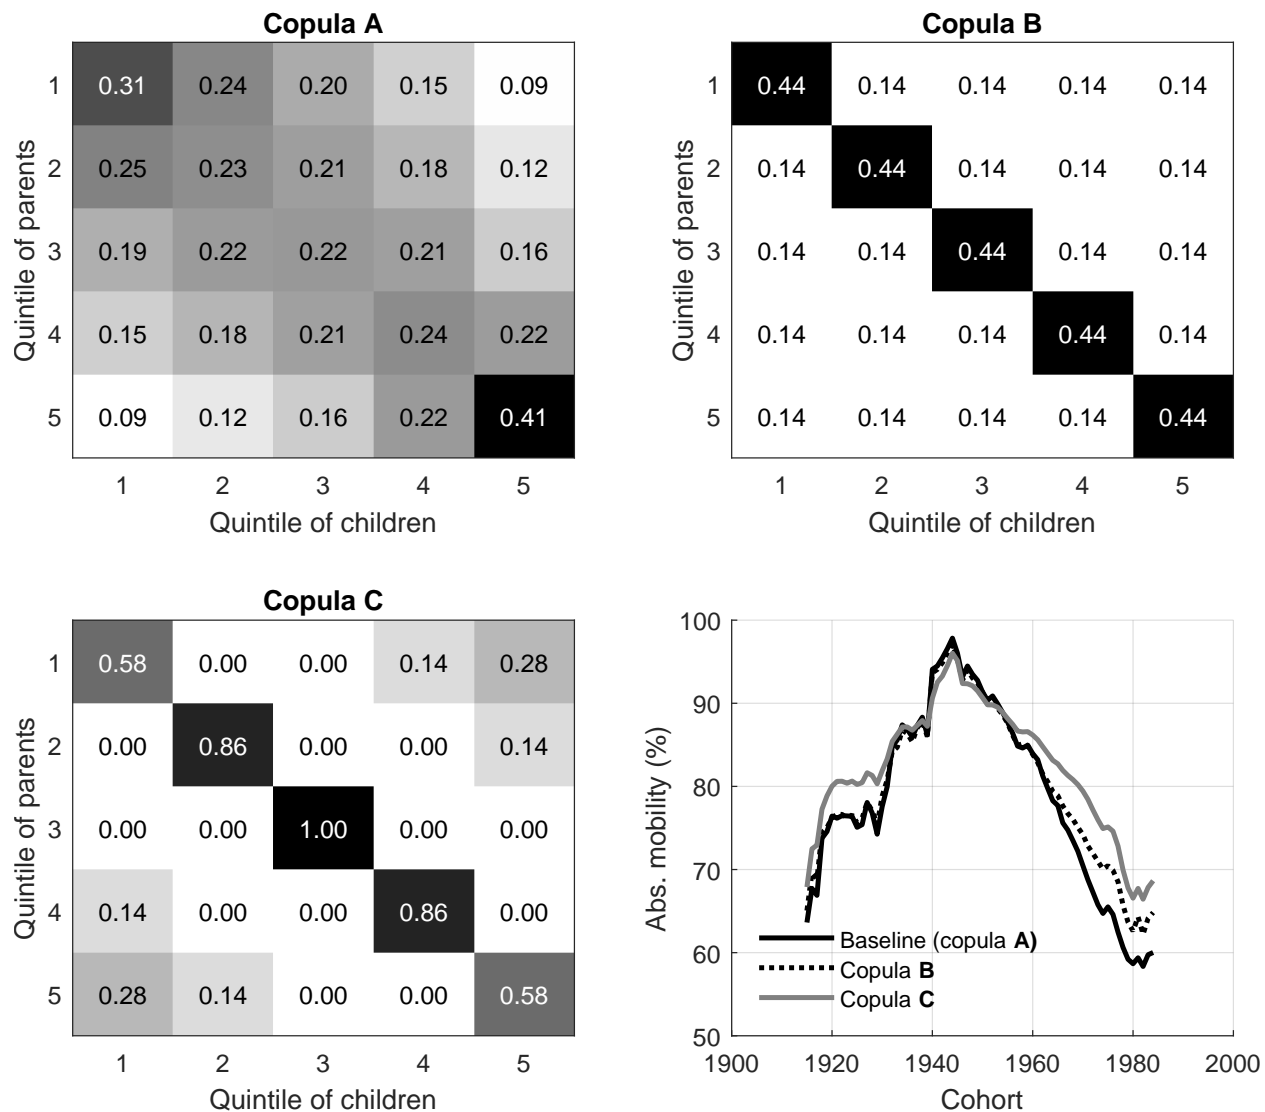 Copula A
Quintile of parents
1 0.31 0.24 0.20 0.15 0.09
2 0.25 0.23 0.21 0.18 0.12
3 0.19 0.22 0.22 0.21 0.16
4 0.15 0.18 0.21 0.24 0.22
5 0.09 0.12 0.16 0.22 0.41
1 2 3 4 5
Quintile of children
Copula B
Quintile of parents
1 0.44 0.14 0.14 0.14 0.14
2 0.14 0.44 0.14 0.14 0.14
3 0.14 0.14 0.44 0.14 0.14
4 0.14 0.14 0.14 0.44 0.14
5 0.14 0.14 0.14 0.14 0.44
1 2 3 4 5
Quintile of children
Copula C
Quintile of parents
1 0.58 0.00 0.00 0.14 0.28
2 0.00 0.86 0.00 0.00 0.14
3 0.00 0.00 1.00 0.00 0.00
4 0.14 0.00 0.00 0.86 0.00
5 0.28 0.14 0.00 0.00 0.58
1 2 3 4 5
Quintile of children
Abs. mobility (%)
100
90
80
70
60
50
Baseline (copula A)
Copula B
Copula C
1900 1920 1940 1960 1980 2000
Cohort